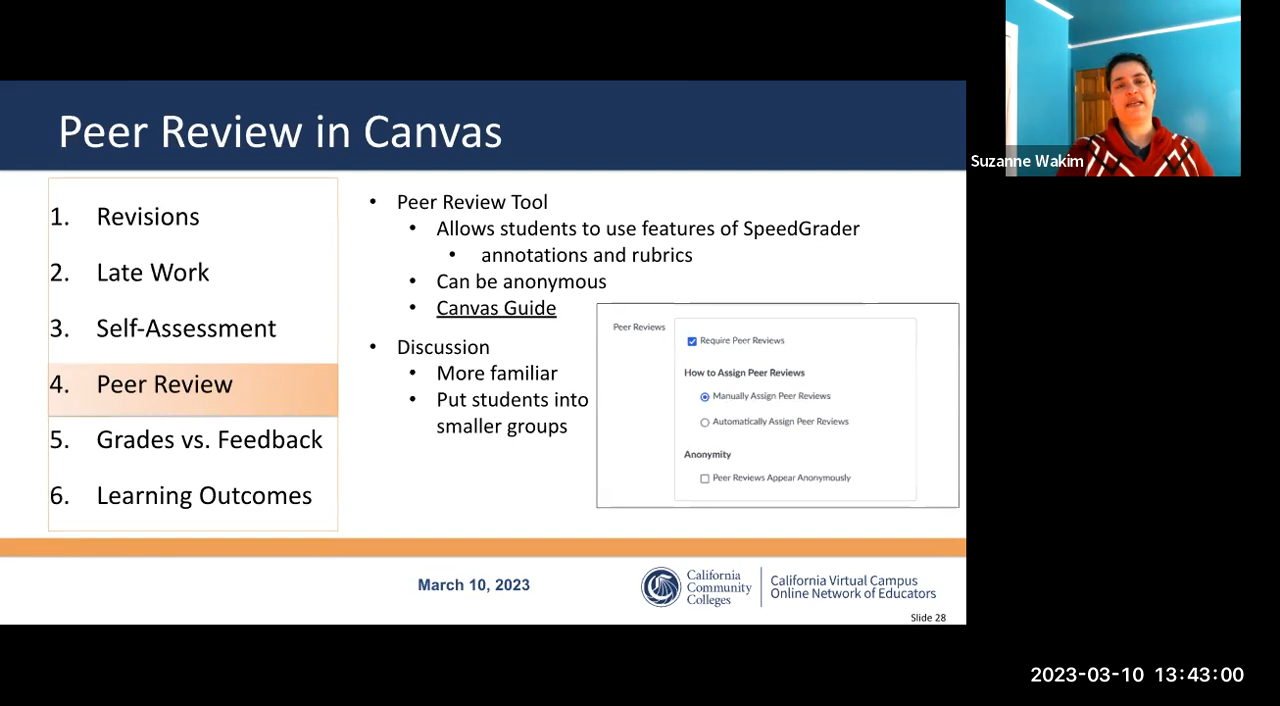 Peer Review in Canvas
1. Revisions
2. Late Work
3. Self-Assessment
4. Peer Review
5. Grades vs. Feedback
6. Learning Outcomes
• Peer Review Tool
• Allows students to use features of SpeedGrader
• annotations and rubrics
• Can be anonymous
• Canvas Guide
• Discussion
• More familiar
• Put students into
smaller groups
Peer Reviews
Require Peer Reviews
How to Assign Peer Reviews
Manually Assign Peer Reviews
Automatically Assign Peer Reviews
Anonymity
Peer Reviews Appear Anonymously
March 10, 2023
California
Community
Colleges
California Virtual Campus
Online Network of Educators
Slide 28
Suzanne Wakim
2023-03-10 13:43:00